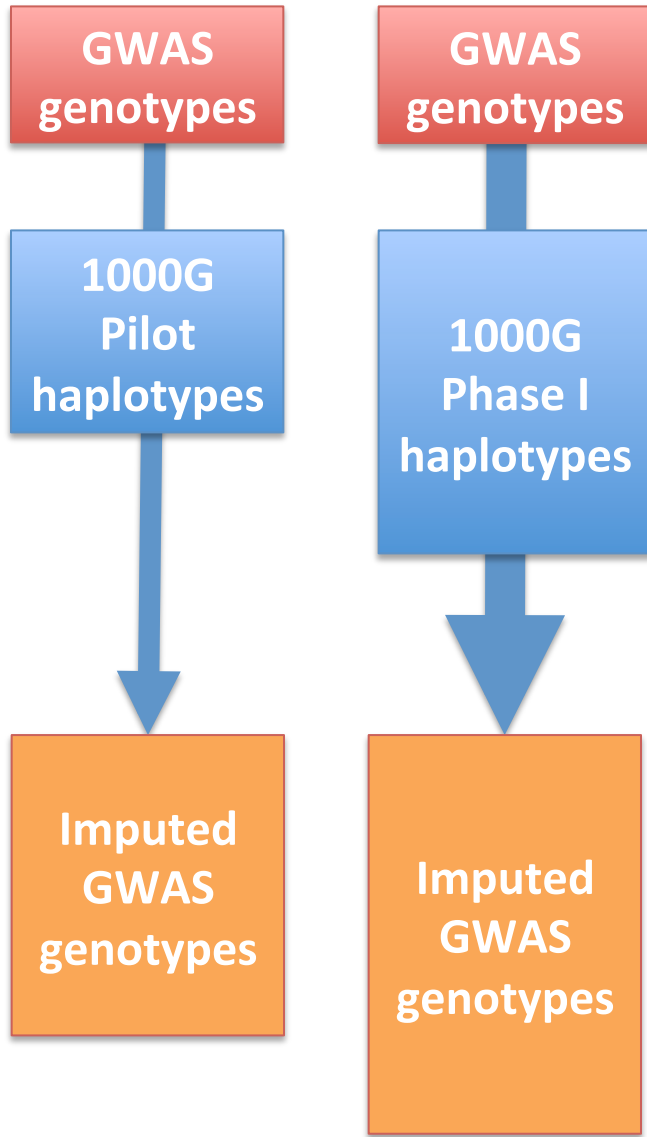 GWAS
genotypes
1000G
Pilot
haplotypes
Imputed
GWAS
genotypes
GWAS
genotypes
1000G
Phase I
haplotypes
Imputed
GWAS
genotypes